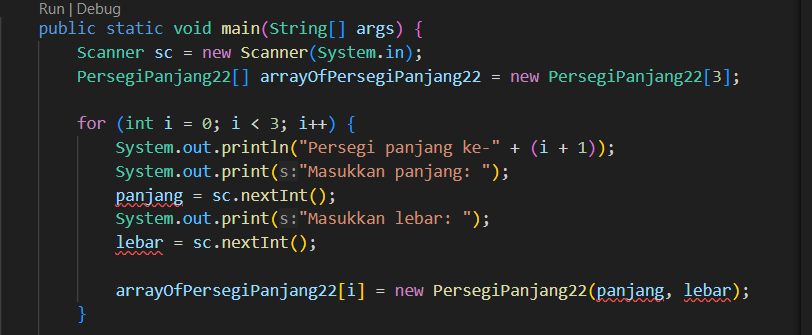 Run | Debug
public static void main(String[] args) {
Scanner sc = new Scanner(System.in);
PersegiPanjang22[] arrayOfPersegiPanjang22 = new PersegiPanjang22[3];
for (int i = 0; i < 3; i++) {
System.out.println("Persegi panjang ke-" + (i + 1));
System.out.print(s:"Masukkan panjang: ");
panjang = sc.nextInt();
System.out.print(s:"Masukkan lebar: ");
lebar = sc.nextInt();
arrayOfPersegiPanjang22[i] = new PersegiPanjang22(panjang, lebar);
}